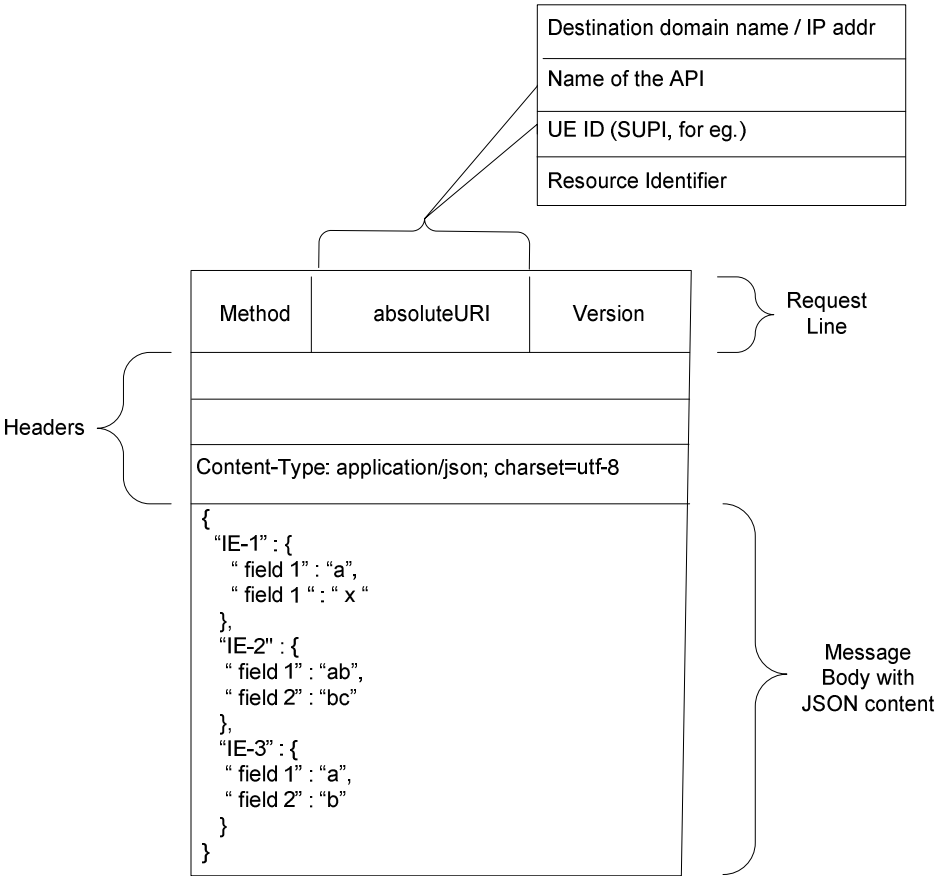 Destination domain name / IP addr
Name of the API
UE ID (SUPI, for eg.)
Resource Identifier
Method
absoluteURI
Version
Request
Line
Headers
Content-Type: application/json; charset=utf-8
{
“IE-1” : {
“ field 1” : “a”,
“ field 1 “ : “ x “
},
“IE-2" : {
“ field 1” : “ab”,
“ field 2” : “bc”
},
“IE-3” : {
“ field 1” : “a”,
“ field 2” : “b”
}
}
Message
Body with
JSON content